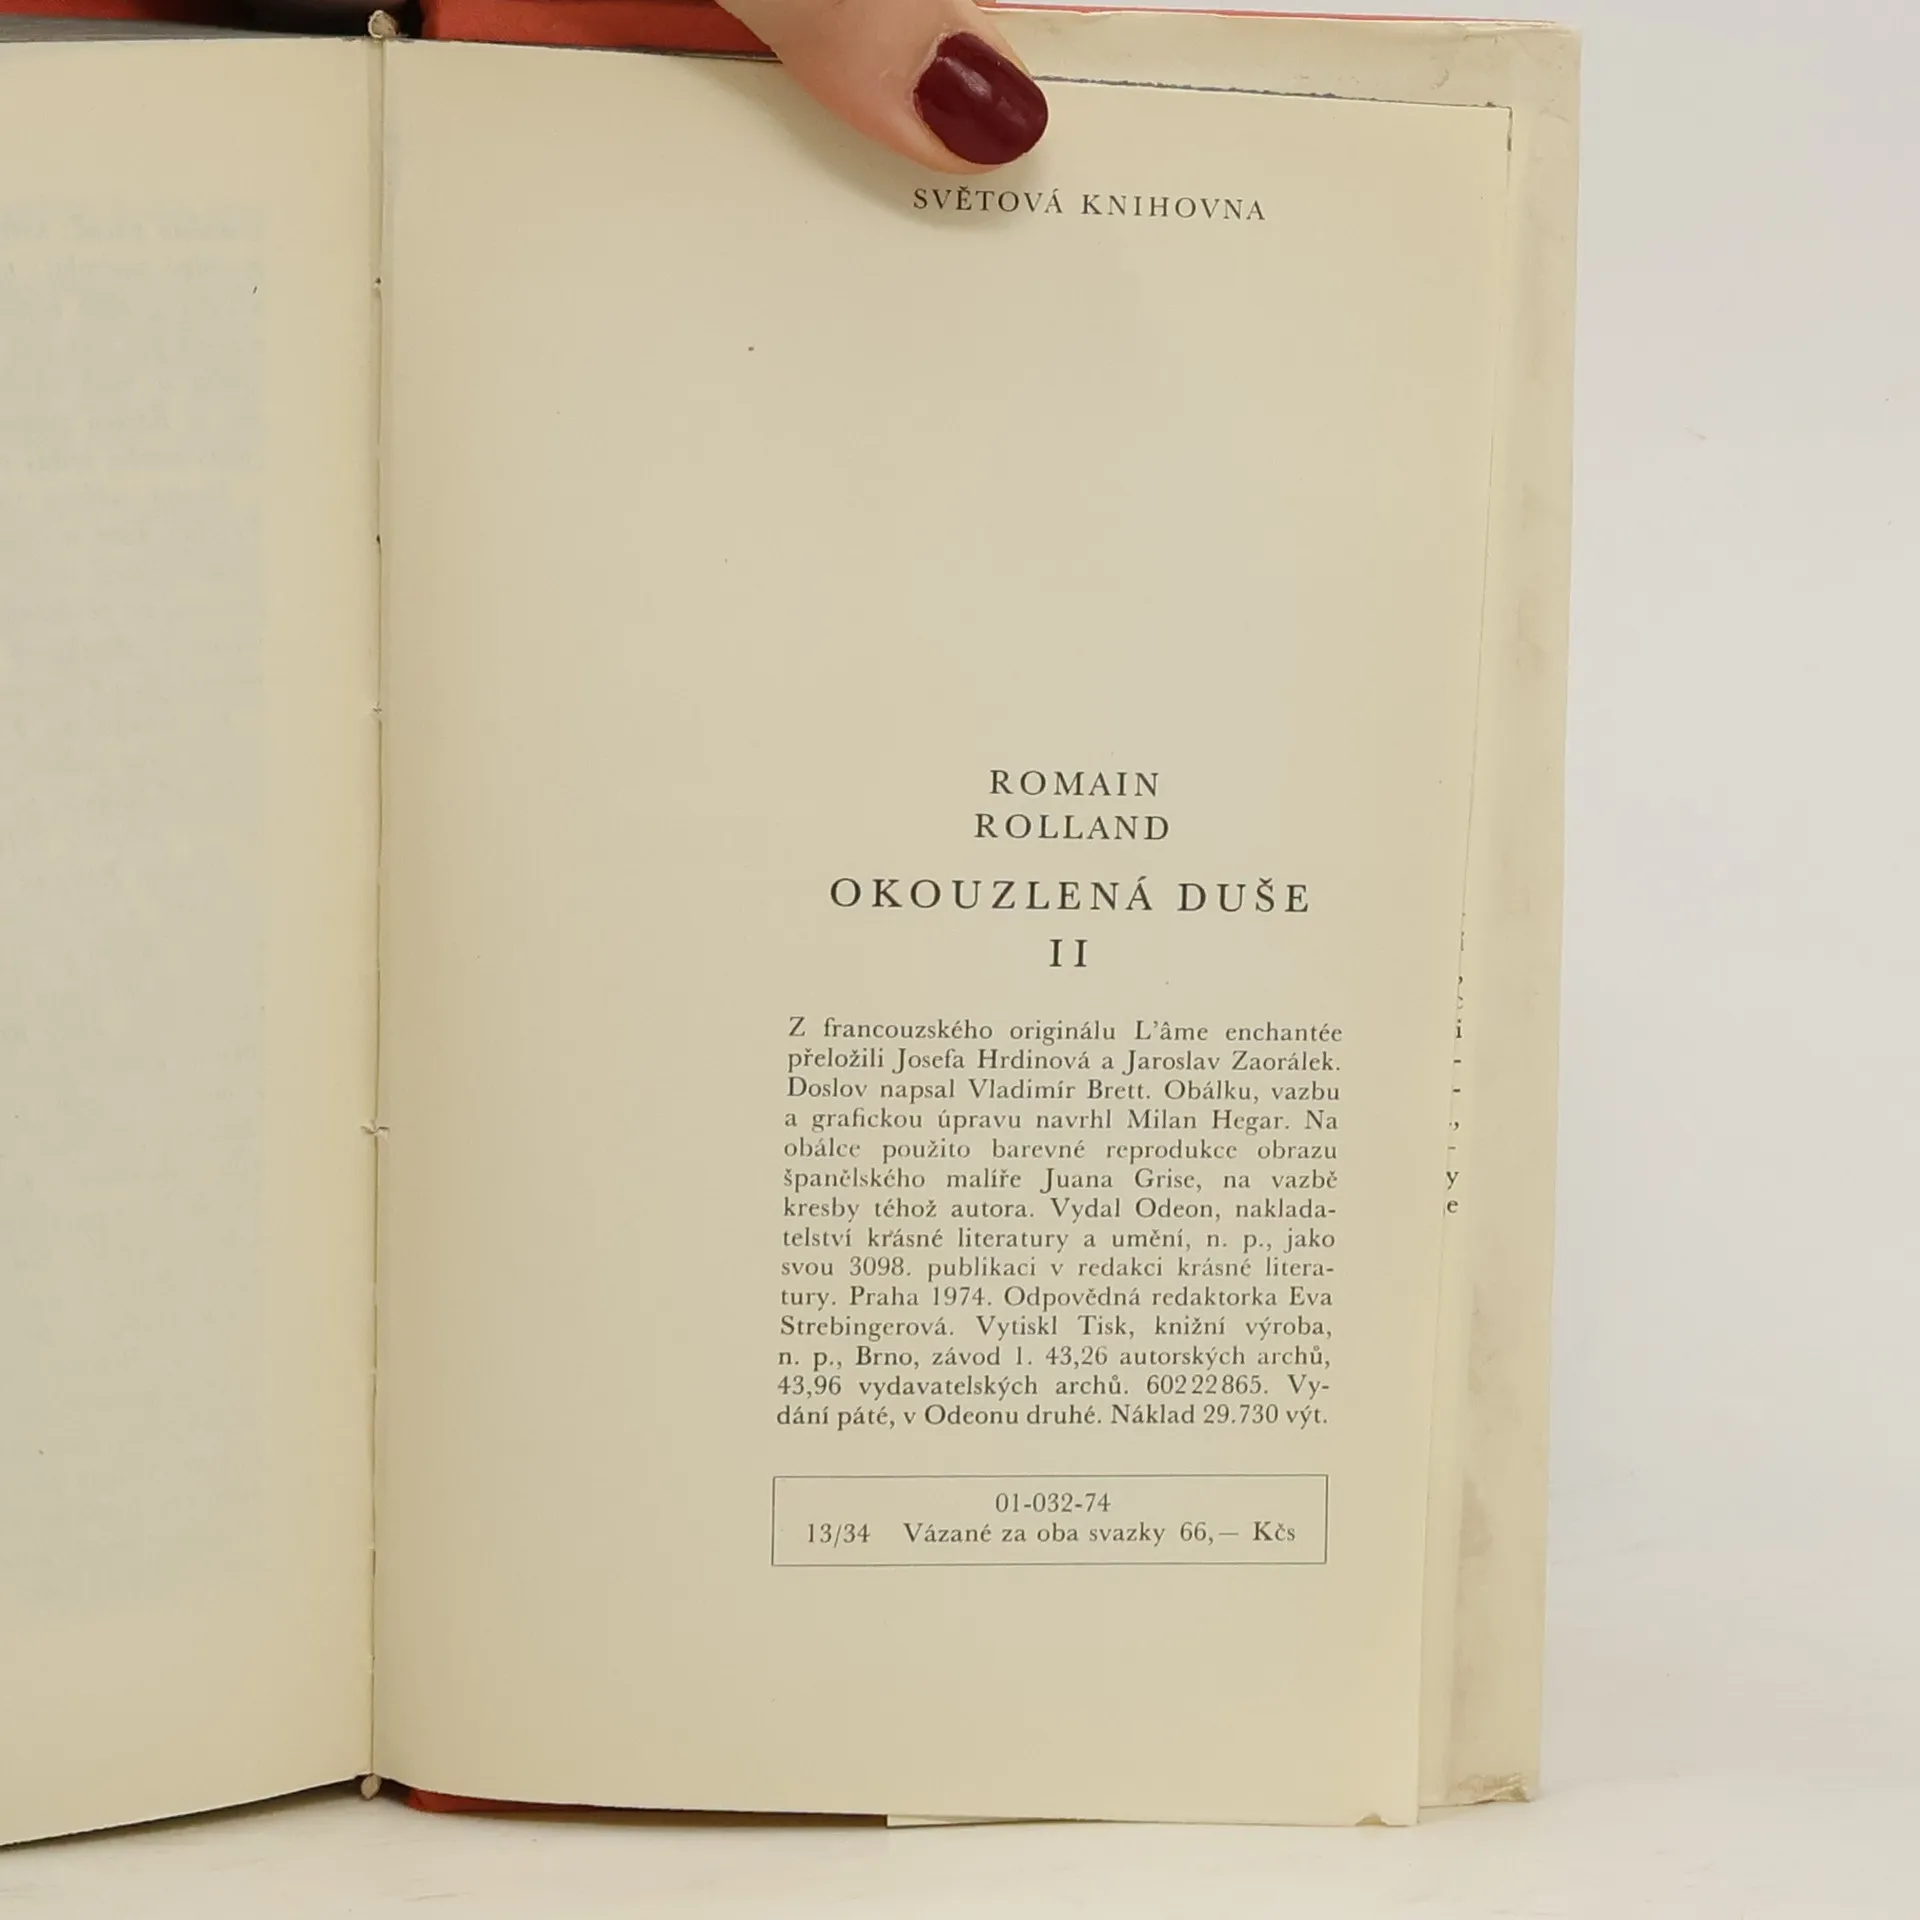 SVĚTOVÁ KNIHOVNA
ROMAIN
ROLLAND
OKOUZLENÁ DUŠE
II
Z francouzského originálu L'âme enchantée
přeložili Josefa Hrdinová a Jaroslav Zaorálek.
Doslov napsal Vladimír Brett. Obálku, vazbu
a grafickou úpravu navrhl Milan Hegar. Na
obálce použito barevné reprodukce obrazu
španělského malíře Juana Grise, na vazbě
kresby téhož autora. Vydal Odeon, naklada-
telství krásné literatury a umění, n. p., jako
svou 3098. publikaci v redakci krásné litera-
tury. Praha 1974. Odpovědná redaktorka Eva
Strebingerová. Vytiskl Tisk, knižní výroba,
n. p., Brno, závod 1. 43,26 autorských archů,
43,96 vydavatelských archů. 60222865. Vy-
dání páté, v Odeonu druhé. Náklad 29.730 výt.
01-032-74
13/34 Vázané za oba svazky 66,— Kčs